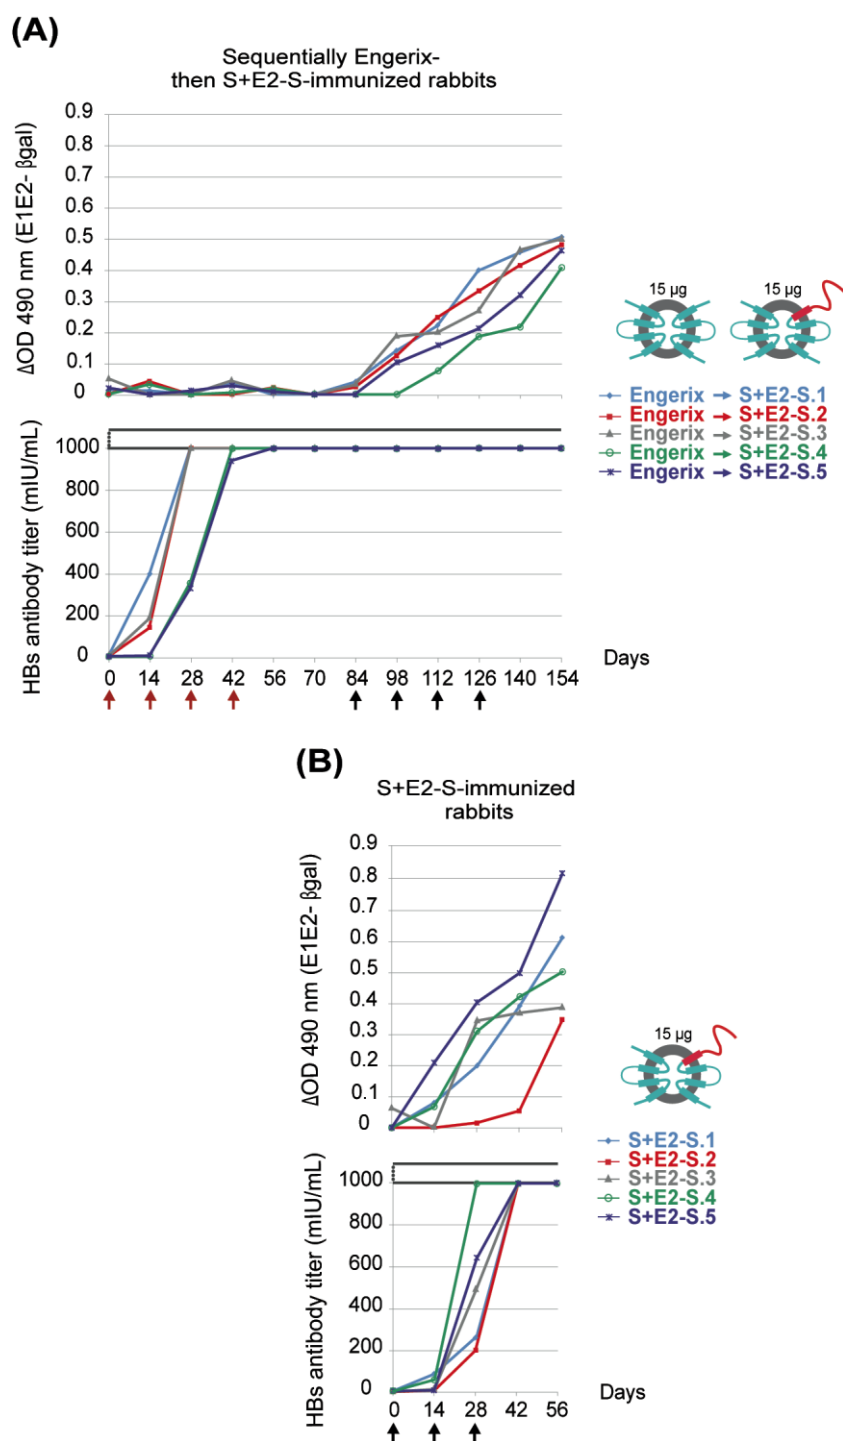 (A)
Sequentially Engerix-
then S+E2-S-immunized rabbits
ΔOD 490 nm (E1E2- βgal)
0.9
0.8
0.7
0.6
0.5
0.4
0.3
0.2
0.1
0
15 µg 15 µg
Engerix → S+E2-S.1
Engerix → S+E2-S.2
Engerix → S+E2-S.3
Engerix → S+E2-S.4
Engerix → S+E2-S.5
HBs antibody titer (mIU/mL)
1000
800
600
400
200
0
0 14 28 42 56 70 84 98 112 126 140 154
Days
(B)
S+E2-S-immunized
rabbits
ΔOD 490 nm (E1E2- βgal)
0.9
0.8
0.7
0.6
0.5
0.4
0.3
0.2
0.1
0
15 µg
S+E2-S.1
S+E2-S.2
S+E2-S.3
S+E2-S.4
S+E2-S.5
HBs antibody titer (mIU/mL)
1000
800
600
400
200
0
0 14 28 42 56
Days